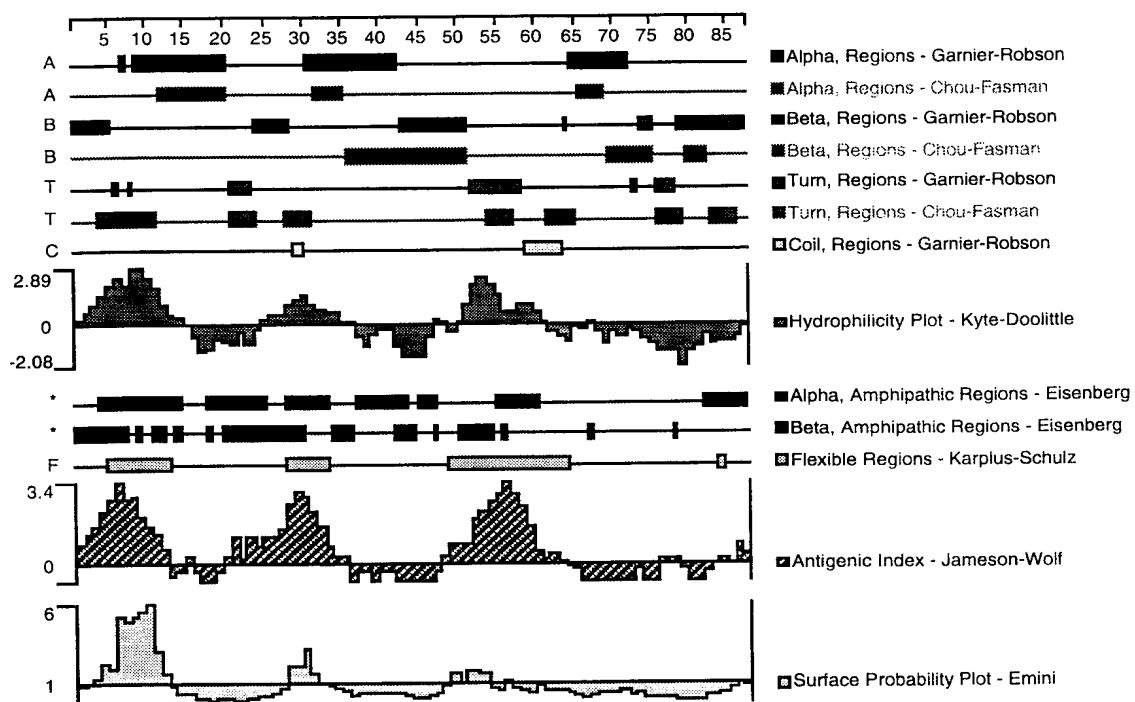 5 10 15 20 25 30 35 40 45 50 55 60 65 70 75 80 85
A Alpha, Regions - Garnier-Robson
A Alpha, Regions - Chou-Fasman
B Beta, Regions - Garnier-Robson
B Beta, Regions - Chou-Fasman
T Turn, Regions - Garnier-Robson
T Turn, Regions - Chou-Fasman
C Coil, Regions - Garnier-Robson
2.89
0
Hydrophilicity Plot - Kyte-Doolittle
-2.08
* Alpha, Amphipathic Regions - Eisenberg
* Beta, Amphipathic Regions - Eisenberg
F Flexible Regions - Karplus-Schulz
3.4
0 Antigenic Index - Jameson-Wolf
6
1 Surface Probability Plot - Emini